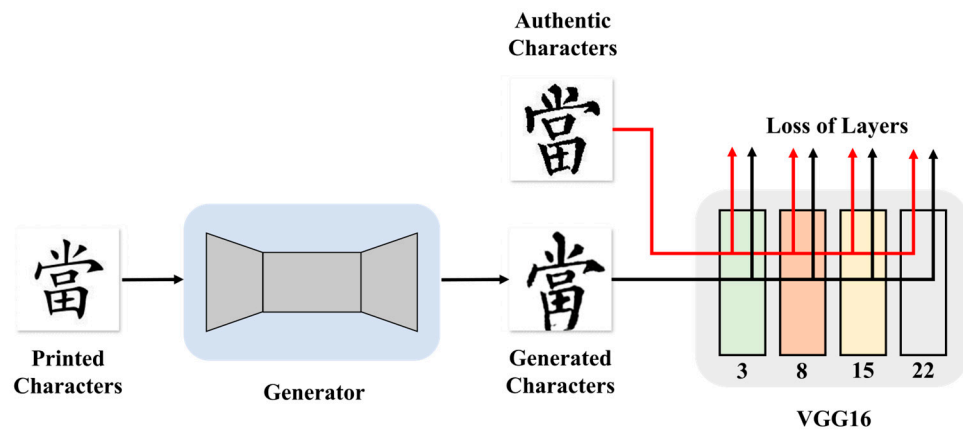 Authentic
Characters
當
Loss of Layers
當
Printed
Characters
Generator
當
Generated
Characters
3
8
15
22
VGG16